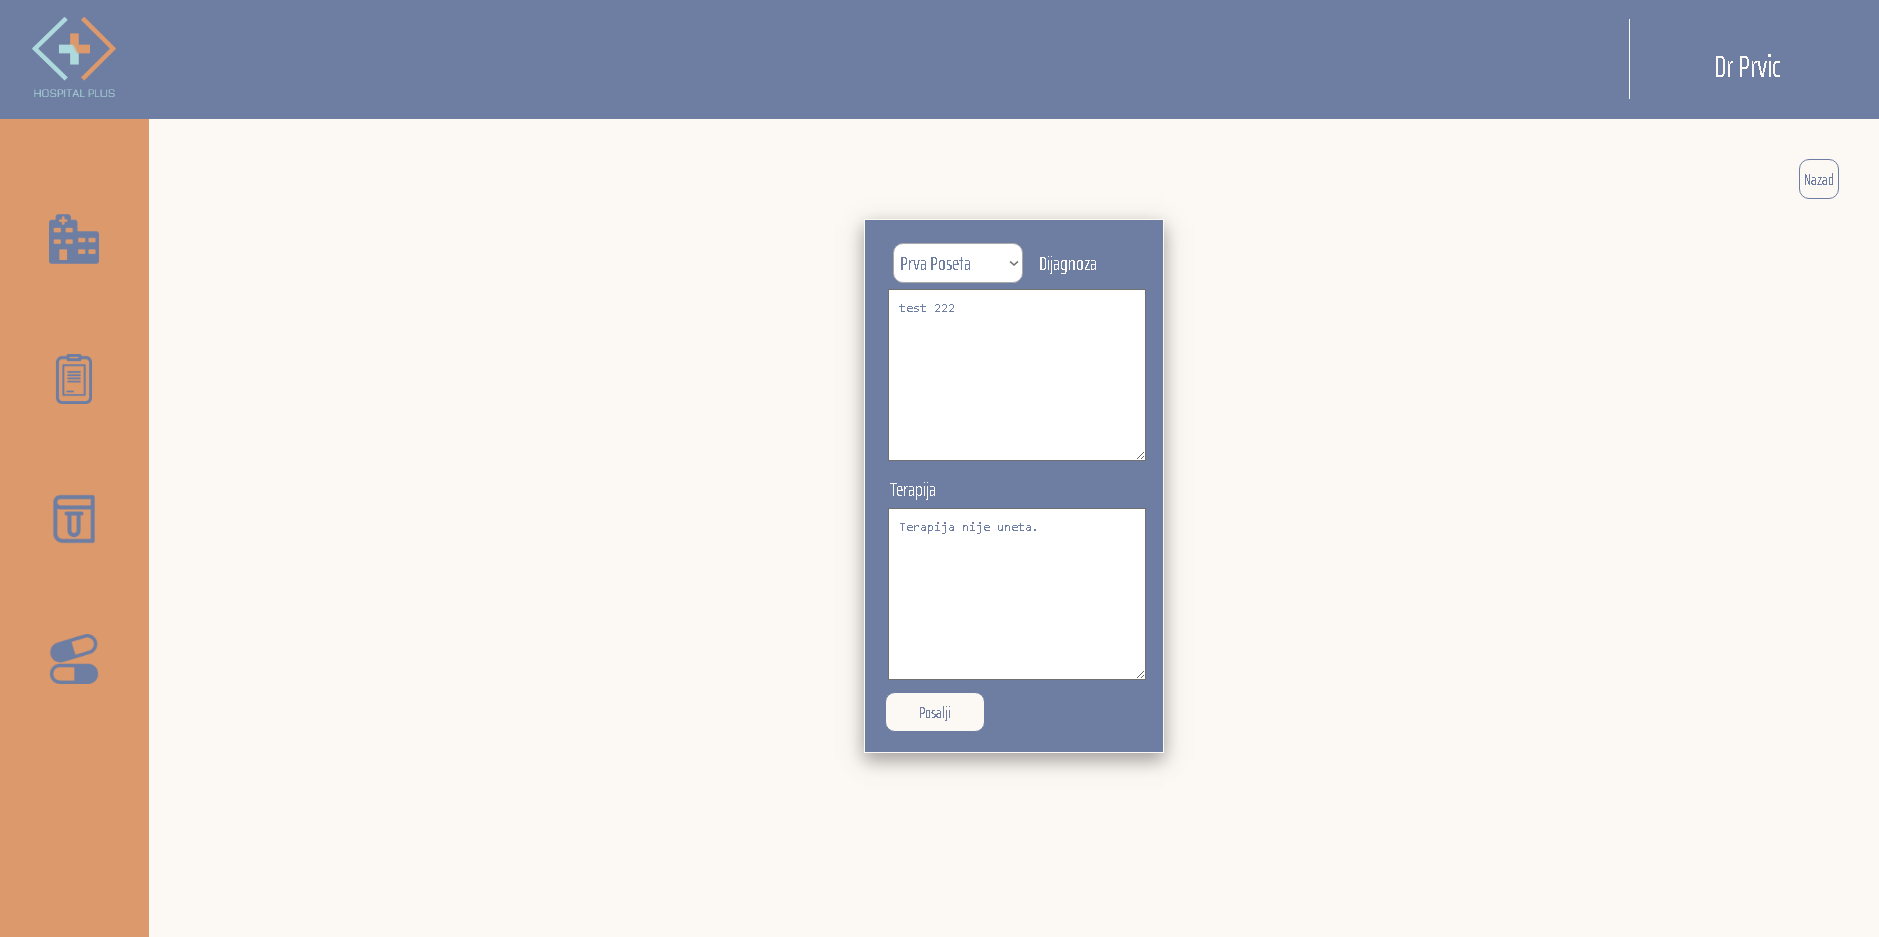 HOSPITAL PLUS
Dr Prvic
Nazad
Prva Poseta
Dijagnoza
test 222
Terapija
Terapija nije uneta.
Posalji